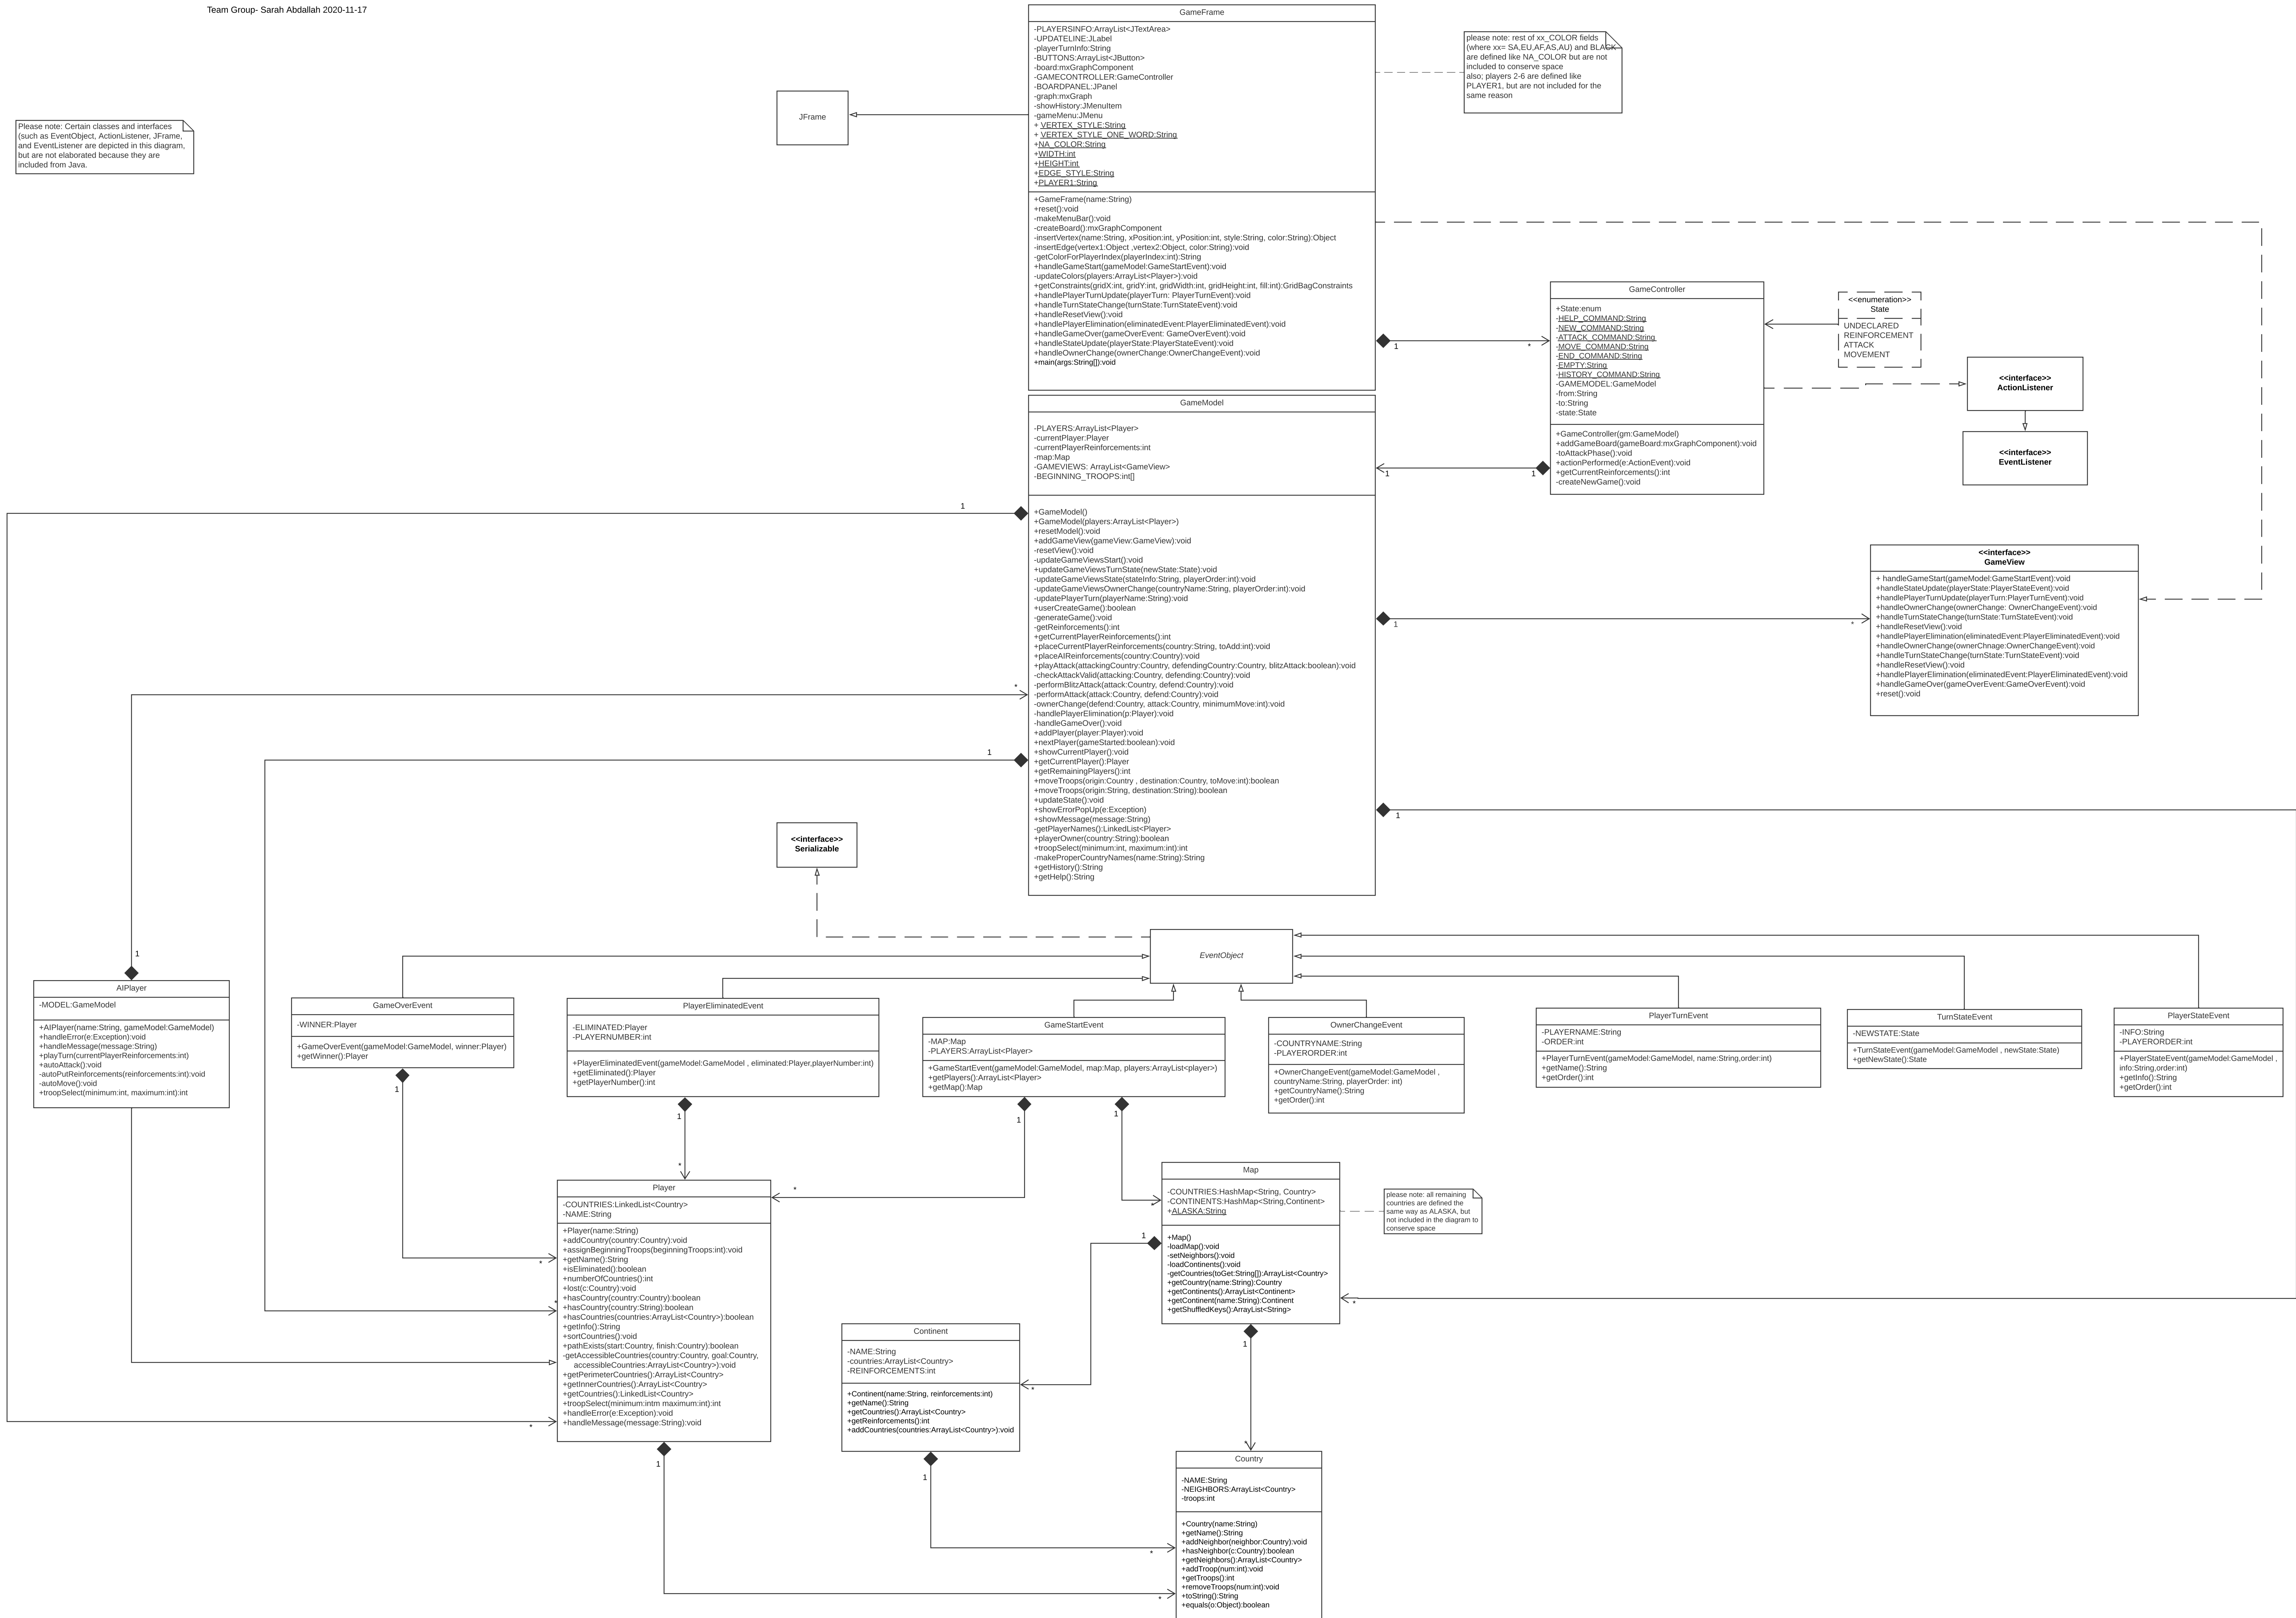 Team Group- Sarah Abdallah 2020-11-17
Please note: Certain classes and interfaces
(such as EventObject, ActionListener, JFrame,
and EventListener are depicted in this diagram,
but are not elaborated because they are
included from Java.
JFrame
GameFrame
-PLAYERSINFO:ArrayList<JTextArea>
-UPDATELINE:JLabel
-playerTurnInfo:String
-BUTTONS:ArrayList<JButton>
-board:mxGraphComponent
-GAMECONTROLLER:GameController
-BOARDPANEL:JPanel
-graph:mxGraph
-showHistory:JMenuItem
-gameMenu:JMenu
+ VERTEX_STYLE:String
+ VERTEX_STYLE_ONE_WORD:String
+NA_COLOR:String
+WIDTH:int
+HEIGHT:int
+EDGE_STYLE:String
+PLAYER1:String
+GameFrame(name:String)
+reset():void
-makeMenuBar():void
-createBoard():mxGraphComponent
-insertVertex(name:String, xPosition:int, yPosition:int, style:String, color:String):Object
-insertEdge(vertex1:Object ,vertex2:Object, color:String):void
-getColorForPlayerIndex(playerIndex:int):String
+handleGameStart(gameModel:GameStartEvent):void
-updateColors(players:ArrayList<Player>):void
+getConstraints(gridX:int, gridY:int, gridWidth:int, gridHeight:int, fill:int):GridBagConstraints
+handlePlayerTurnUpdate(playerTurn: PlayerTurnEvent):void
+handleTurnStateChange(turnState:TurnStateEvent):void
+handleResetView():void
+handlePlayerElimination(eliminatedEvent:PlayerEliminatedEvent):void
+handleGameOver(gameOverEvent: GameOverEvent):void
+handleStateUpdate(playerState:PlayerStateEvent):void
+handleOwnerChange(ownerChange:OwnerChangeEvent):void
+main(args:String[]):void
please note: rest of xx_COLOR fields
(where xx= SA,EU,AF,AS,AU) and BLACK
are defined like NA_COLOR but are not
included to conserve space
also; players 2-6 are defined like
PLAYER1, but are not included for the
same reason
1
*
GameController
+State:enum
-HELP_COMMAND:String
-NEW_COMMAND:String
-ATTACK_COMMAND:String
-MOVE_COMMAND:String
-END_COMMAND:String
-EMPTY:String
-HISTORY_COMMAND:String
-GAMEMODEL:GameModel
-from:String
-to:String
-state:State
+GameController(gm:GameModel)
+addGameBoard(gameBoard:mxGraphComponent):void
-toAttackPhase():void
+actionPerformed(e:ActionEvent):void
+getCurrentReinforcements():int
-createNewGame():void
<<enumeration>>
State
UNDECLARED
REINFORCEMENT
ATTACK
MOVEMENT
<<interface>>
ActionListener
<<interface>>
EventListener
1
1
GameModel
-PLAYERS:ArrayList<Player>
-currentPlayer:Player
-currentPlayerReinforcements:int
-map:Map
-GAMEVIEWS: ArrayList<GameView>
-BEGINNING_TROOPS:int[]
+GameModel()
+GameModel(players:ArrayList<Player>)
+resetModel():void
+addGameView(gameView:GameView):void
-resetView():void
-updateGameViewsStart():void
+updateGameViewsTurnState(newState:State):void
-updateGameViewsState(stateInfo:String, playerOrder:int):void
-updateGameViewsOwnerChange(countryName:String, playerOrder:int):void
-updatePlayerTurn(playerName:String):void
+userCreateGame():boolean
-generateGame():void
-getReinforcements():int
+getCurrentPlayerReinforcements():int
+placeCurrentPlayerReinforcements(country:String, toAdd:int):void
+placeAIReinforcements(country:Country):void
+playAttack(attackingCountry:Country, defendingCountry:Country, blitzAttack:boolean):void
-checkAttackValid(attacking:Country, defending:Country):void
-performBlitzAttack(attack:Country, defend:Country):void
-performAttack(attack:Country, defend:Country):void
-ownerChange(defend:Country, attack:Country, minimumMove:int):void
-handlePlayerElimination(p:Player):void
-handleGameOver():void
+addPlayer(player:Player):void
+nextPlayer(gameStarted:boolean):void
+showCurrentPlayer():void
+getCurrentPlayer():Player
+getRemainingPlayers():int
+moveTroops(origin:Country , destination:Country, toMove:int):boolean
+moveTroops(origin:String, destination:String):boolean
+updateState():void
+showErrorPopUp(e:Exception)
+showMessage(message:String)
-getPlayerNames():LinkedList<Player>
+playerOwner(country:String):boolean
+troopSelect(minimum:int, maximum:int):int
-makeProperCountryNames(name:String):String
+getHistory():String
+getHelp():String
1
*
1
1
*
1
<<interface>>
GameView
+ handleGameStart(gameModel:GameStartEvent):void
+handleStateUpdate(playerState:PlayerStateEvent):void
+handlePlayerTurnUpdate(playerTurn:PlayerTurnEvent):void
+handleOwnerChange(ownerChange: OwnerChangeEvent):void
+handleTurnStateChange(turnState:TurnStateEvent):void
+handleResetView():void
+handlePlayerElimination(eliminatedEvent:PlayerEliminatedEvent):void
+handleOwnerChange(ownerChnage:OwnerChangeEvent):void
+handleTurnStateChange(turnState:TurnStateEvent):void
+handleResetView():void
+handlePlayerElimination(eliminatedEvent:PlayerEliminatedEvent):void
+handleGameOver(gameOverEvent:GameOverEvent):void
+reset():void
<<interface>>
Serializable
EventObject
1
AIPlayer
-MODEL:GameModel
+AIPlayer(name:String, gameModel:GameModel)
+handleError(e:Exception):void
+handleMessage(message:String)
+playTurn(currentPlayerReinforcements:int)
+autoAttack():void
-autoPutReinforcements(reinforcements:int):void
-autoMove():void
+troopSelect(minimum:int, maximum:int):int
GameOverEvent
-WINNER:Player
+GameOverEvent(gameModel:GameModel, winner:Player)
+getWinner():Player
1
PlayerEliminatedEvent
-ELIMINATED:Player
-PLAYERNUMBER:int
+PlayerEliminatedEvent(gameModel:GameModel , eliminated:Player,playerNumber:int)
+getEliminated():Player
+getPlayerNumber():int
1
*
GameStartEvent
-MAP:Map
-PLAYERS:ArrayList<Player>
+GameStartEvent(gameModel:GameModel, map:Map, players:ArrayList<player>)
+getPlayers():ArrayList<Player>
+getMap():Map
1
1
*
*
OwnerChangeEvent
-COUNTRYNAME:String
-PLAYERORDER:int
+OwnerChangeEvent(gameModel:GameModel ,
countryName:String, playerOrder: int)
+getCountryName():String
+getOrder():int
PlayerTurnEvent
-PLAYERNAME:String
-ORDER:int
+PlayerTurnEvent(gameModel:GameModel, name:String,order:int)
+getName():String
+getOrder():int
TurnStateEvent
-NEWSTATE:State
+TurnStateEvent(gameModel:GameModel , newState:State)
+getNewState():State
PlayerStateEvent
-INFO:String
-PLAYERORDER:int
+PlayerStateEvent(gameModel:GameModel ,
info:String,order:int)
+getInfo():String
+getOrder():int
Player
-COUNTRIES:LinkedList<Country>
-NAME:String
+Player(name:String)
+addCountry(country:Country):void
+assignBeginningTroops(beginningTroops:int):void
+getName():String
+isEliminated():boolean
+numberOfCountries():int
+lost(c:Country):void
+hasCountry(country:Country):boolean
+hasCountry(country:String):boolean
+hasCountries(countries:ArrayList<Country>):boolean
+getInfo():String
+sortCountries():void
+pathExists(start:Country, finish:Country):boolean
-getAccessibleCountries(country:Country, goal:Country,
accessibleCountries:ArrayList<Country>):void
+getPerimeterCountries():ArrayList<Country>
+getInnerCountries():ArrayList<Country>
+getCountries():LinkedList<Country>
+troopSelect(minimum:intm maximum:int):int
+handleError(e:Exception):void
+handleMessage(message:String):void
*
*
*
1
Map
-COUNTRIES:HashMap<String, Country>
-CONTINENTS:HashMap<String,Continent>
+ALASKA:String
+Map()
-loadMap():void
-setNeighbors():void
-loadContinents():void
-getCountries(toGet:String[]):ArrayList<Country>
+getCountry(name:String):Country
+getContinents():ArrayList<Continent>
+getContinent(name:String):Continent
+getShuffledKeys():ArrayList<String>
please note: all remaining
countries are defined the
same way as ALASKA, but
not included in the diagram to
conserve space
1
*
1
*
Continent
-NAME:String
-countries:ArrayList<Country>
-REINFORCEMENTS:int
+Continent(name:String, reinforcements:int)
+getName():String
+getCountries():ArrayList<Country>
+getReinforcements():int
+addCountries(countries:ArrayList<Country>):void
1
*
*
Country
-NAME:String
-NEIGHBORS:ArrayList<Country>
-troops:int
+Country(name:String)
+getName():String
+addNeighbor(neighbor:Country):void
+hasNeighbor(c:Country):boolean
+getNeighbors():ArrayList<Country>
+addTroop(num:int):void
+getTroops():int
+removeTroops(num:int):void
+toString():String
+equals(o:Object):boolean
*